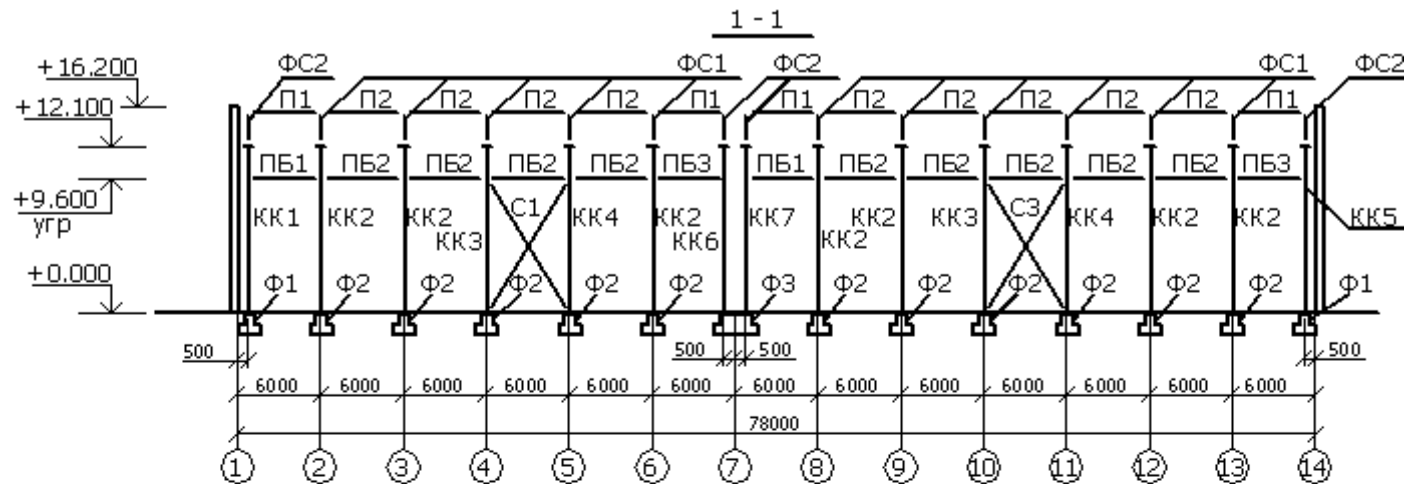 1 - 1
ФС2 ФС1 ФС2 ФС1 ФС2
+16.200
П1 П2 П2 П2 П2 П1 П1 П2 П2 П2 П2 П2 П1
+12.100
ПБ1 ПБ2 ПБ2 ПБ2 ПБ2 ПБ3 ПБ1 ПБ2 ПБ2 ПБ2 ПБ2 ПБ2 ПБ3
+9.600
угр
С1 С3
КК1 КК2 КК2 КК4 КК2 КК7 КК2 КК3 КК4 КК2 КК2 КК5
КК3 КК6 КК2
+0.000
Ф1 Ф2 Ф2 Ф2 Ф2 Ф2 Ф3 Ф2 Ф2 Ф2 Ф2 Ф2 Ф2 Ф1
500 500 500 500
6000 6000 6000 6000 6000 6000 6000 6000 6000 6000 6000 6000 6000
78000
1 2 3 4 5 6 7 8 9 10 11 12 13 14